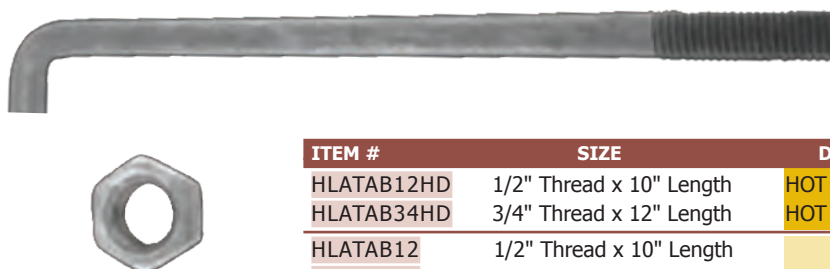 ITEM # SIZE D
HLATAB12HD 1/2" Thread x 10" Length HOT
HLATAB34HD 3/4" Thread x 12" Length HOT
HLATAB12 1/2" Thread x 10" Length